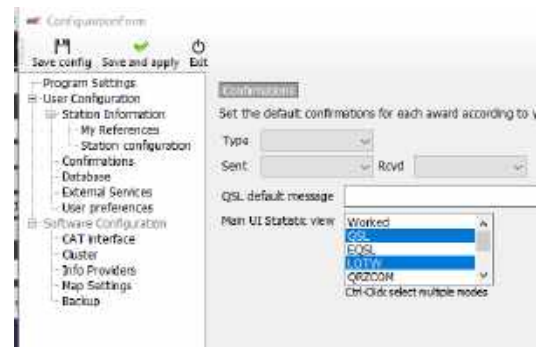 ConfigurationForm
Save config Save and apply Exit
Program Settings
User Configuration
Station Information
My References
Station configuration
Confirmations
Database
External Services
User preferences
Software Configuration
CAT interface
Cluster
Info Providers
Map Settings
Backup
Confirmations
Set the default confirmations for each award according to y
Type
Sent Rcvd
QSL default message
Main UI Statistic view
Worked
QSL
EQSL
LOTW
QRZCOM
Ctrl-Click: select multiple modes